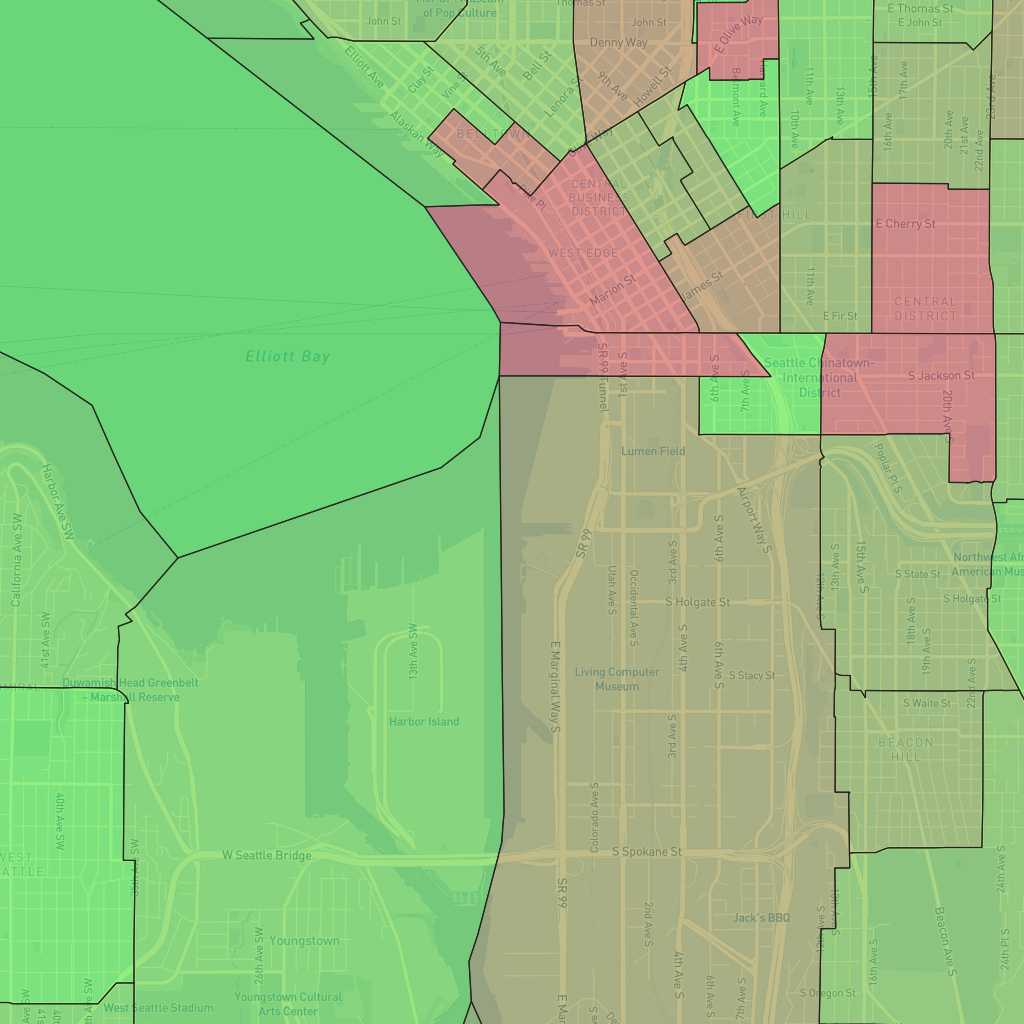 of Pop Culture
John St
Thomas St
John St
Denny Way
E Olive Way
E Thomas St
E John St
Elliott Ave
Clay St
Vine St
5th Ave
Bell St
Lenora St
9th Ave
Howell St
Belmont Ave
11th Ave
13th Ave
10th Ave
15th Ave
17th Ave
16th Ave
20th Ave
21st Ave
22nd Ave
23rd Ave
Alaskan Way
BELLTOWN
CENTRAL
BUSINESS
DISTRICT
FIRST HILL
E Cherry St
WEST EDGE
Marion St
James St
11th Ave
CENTRAL
DISTRICT
E Fir St
Elliott Bay
SR 99 Tunnel
1st Ave S
6th Ave S
7th Ave S
Seattle Chinatown-
International
District
S Jackson St
20th Ave S
Lumen Field
Poplar Pl S
Harbor Ave SW
California Ave SW
Airport Way S
SR 99
6th Ave S
3rd Ave S
Utah Ave S
Occidental Ave S
12th Ave S
13th Ave S
15th Ave S
S State St
S Holgate St
S Holgate St
18th Ave S
19th Ave S
22nd Ave S
41st Ave SW
13th Ave SW
E Marginal Way S
4th Ave S
6th Ave S
Living Computer
Museum
S Stacy St
Duwamish Head Greenbelt
- Marshall Reserve
Harbor Island
3rd Ave S
S Waite St
BEACON
HILL
40th Ave SW
Colorado Ave S
W Seattle Bridge
S Spokane St
35th Ave SW
24th Ave S
SR 99
2nd Ave S
Jack's BBQ
12th Ave S
13th Ave S
16th Ave S
Beacon Ave S
24th Pl S
Youngstown
26th Ave SW
4th Ave S
6th Ave S
7th Ave S
S Oregon St
West Seattle Stadium
Youngstown Cultural
Arts Center